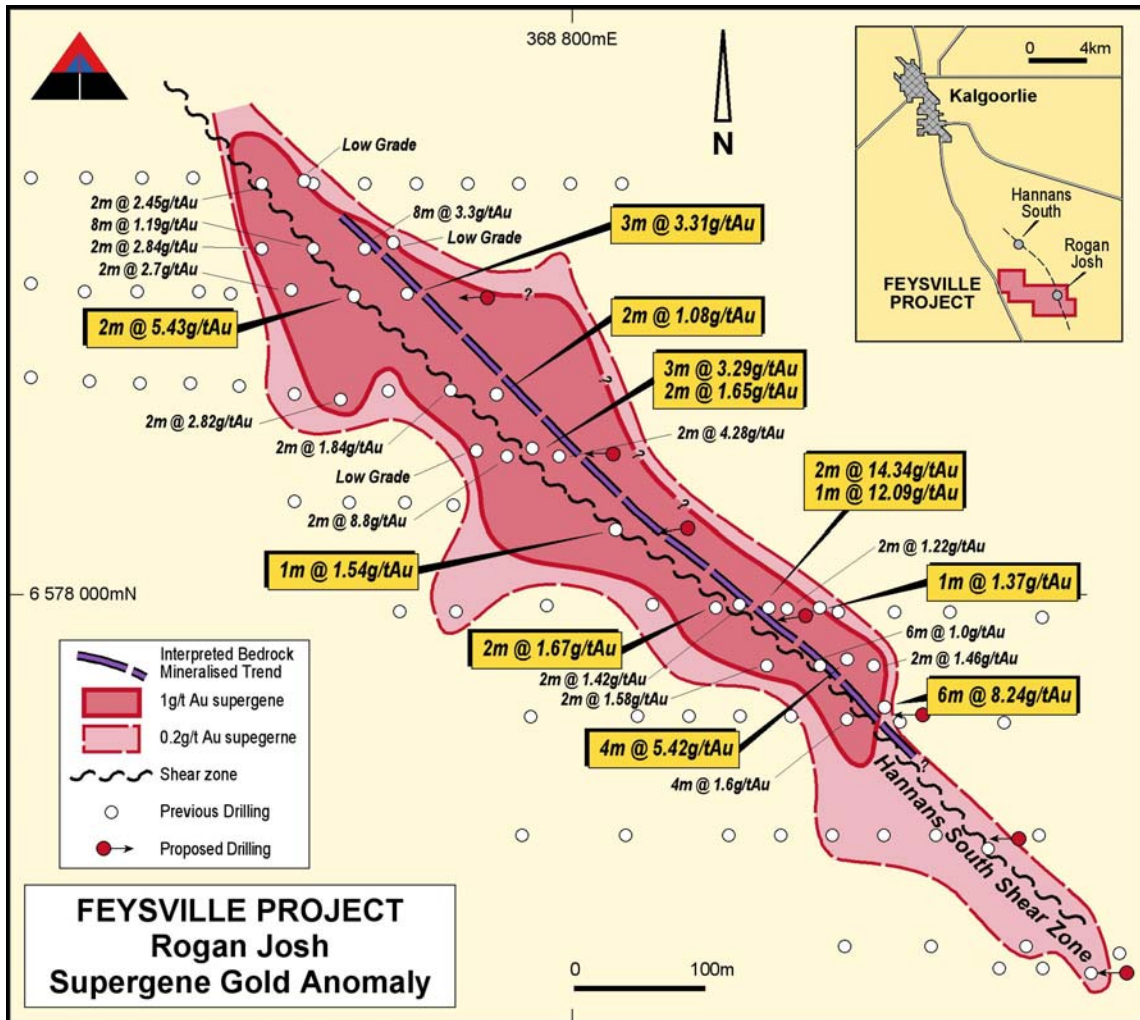 368 800mE
0 4km
Kalgoorlie
N
Low Grade
Hannans
South
2m @ 2.45g/tAu
8m @ 3.3g/tAu
3m @ 3.31g/tAu
8m @ 1.19g/tAu
Low Grade
Rogan
Josh
2m @ 2.84g/tAu
2m @ 2.7g/tAu
FEYSVILLE
PROJECT
?
2m @ 5.43g/tAu
2m @ 1.08g/tAu
3m @ 3.29g/tAu
2m @ 1.65g/tAu
?
2m @ 2.82g/tAu
2m @ 1.84g/tAu
2m @ 4.28g/tAu
?
Low Grade
2m @ 14.34g/tAu
1m @ 12.09g/tAu
?
2m @ 8.8g/tAu
2m @ 1.22g/tAu
1m @ 1.54g/tAu
1m @ 1.37g/tAu
6 578 000mN
6m @ 1.0g/tAu
2m @ 1.67g/tAu
2m @ 1.46g/tAu
2m @ 1.42g/tAu
2m @ 1.58g/tAu
6m @ 8.24g/tAu
4m @ 5.42g/tAu
?
4m @ 1.6g/tAu
Hannans South Shear Zone
Interpreted Bedrock
Mineralised Trend
1g/t Au supergene
0.2g/t Au supegerne
Shear zone
Previous Drilling
Proposed Drilling
FEYSVILLE PROJECT
Rogan Josh
Supergene Gold Anomaly
0 100m